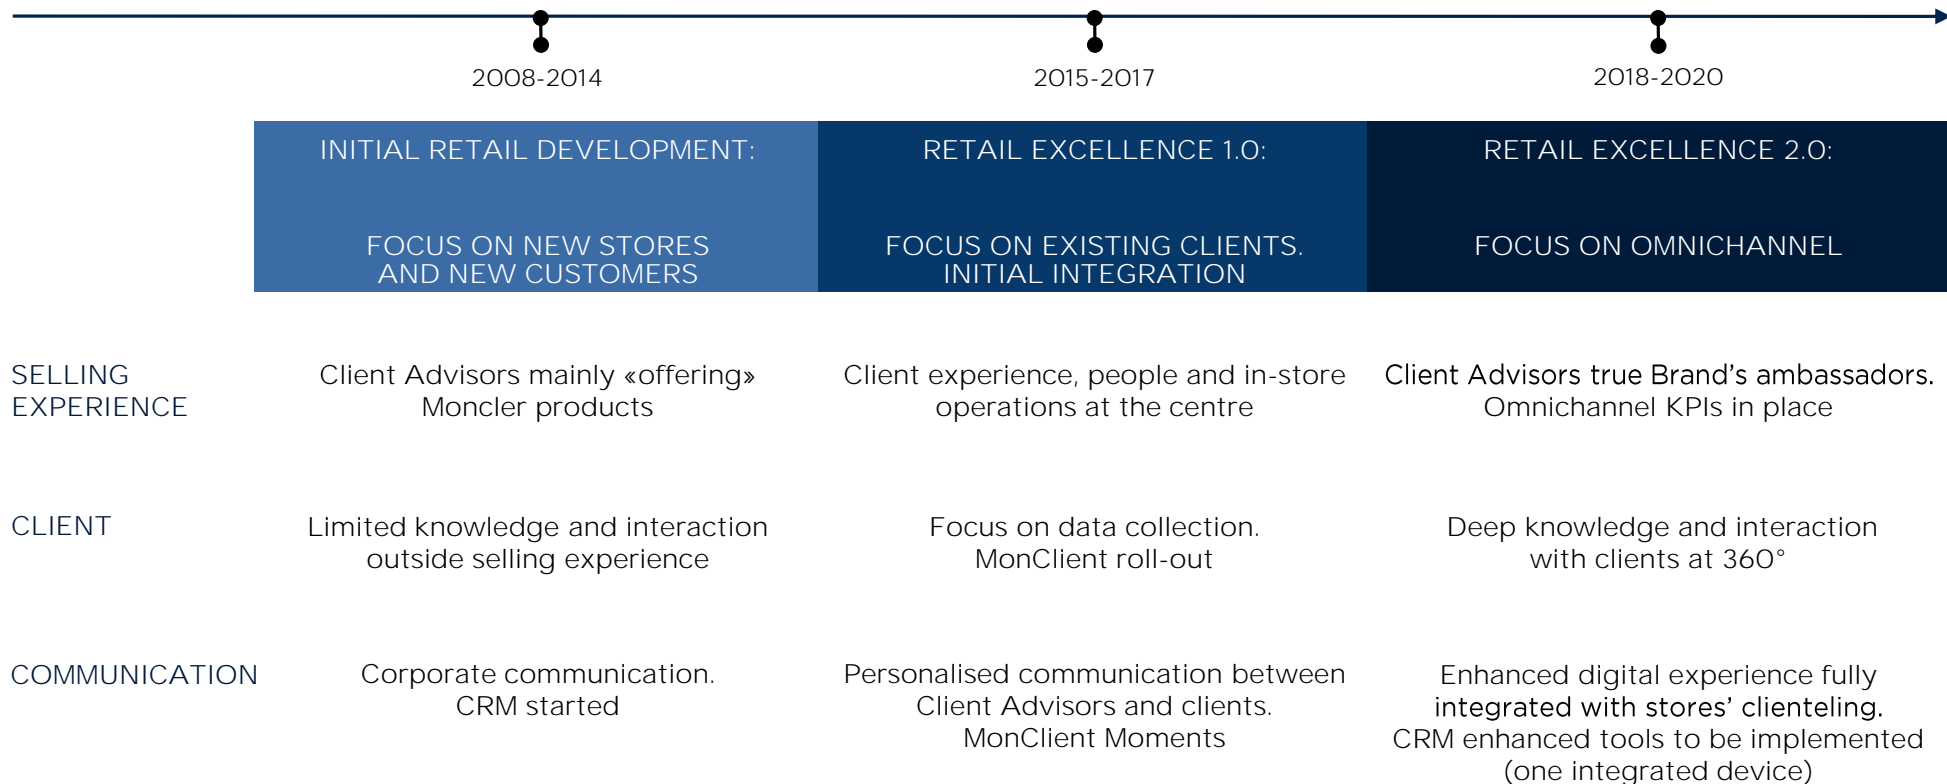 2008-2014
2015-2017
2018-2020
INITIAL RETAIL DEVELOPMENT:
FOCUS ON NEW STORES
AND NEW CUSTOMERS
RETAIL EXCELLENCE 1.0:
FOCUS ON EXISTING CLIENTS.
INITIAL INTEGRATION
RETAIL EXCELLENCE 2.0:
FOCUS ON OMNICHANNEL
SELLING
EXPERIENCE
Client Advisors mainly «offering»
Moncler products
Client experience, people and in-store
operations at the centre
Client Advisors true Brand’s ambassadors.
Omnichannel KPIs in place
CLIENT
Limited knowledge and interaction
outside selling experience
Focus on data collection.
MonClient roll-out
Deep knowledge and interaction
with clients at 360°
COMMUNICATION
Corporate communication.
CRM started
Personalised communication between
Client Advisors and clients.
MonClient Moments
Enhanced digital experience fully
integrated with stores’ clienteling.
CRM enhanced tools to be implemented
(one integrated device)